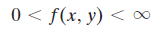 0 < f(x, y) < ∞